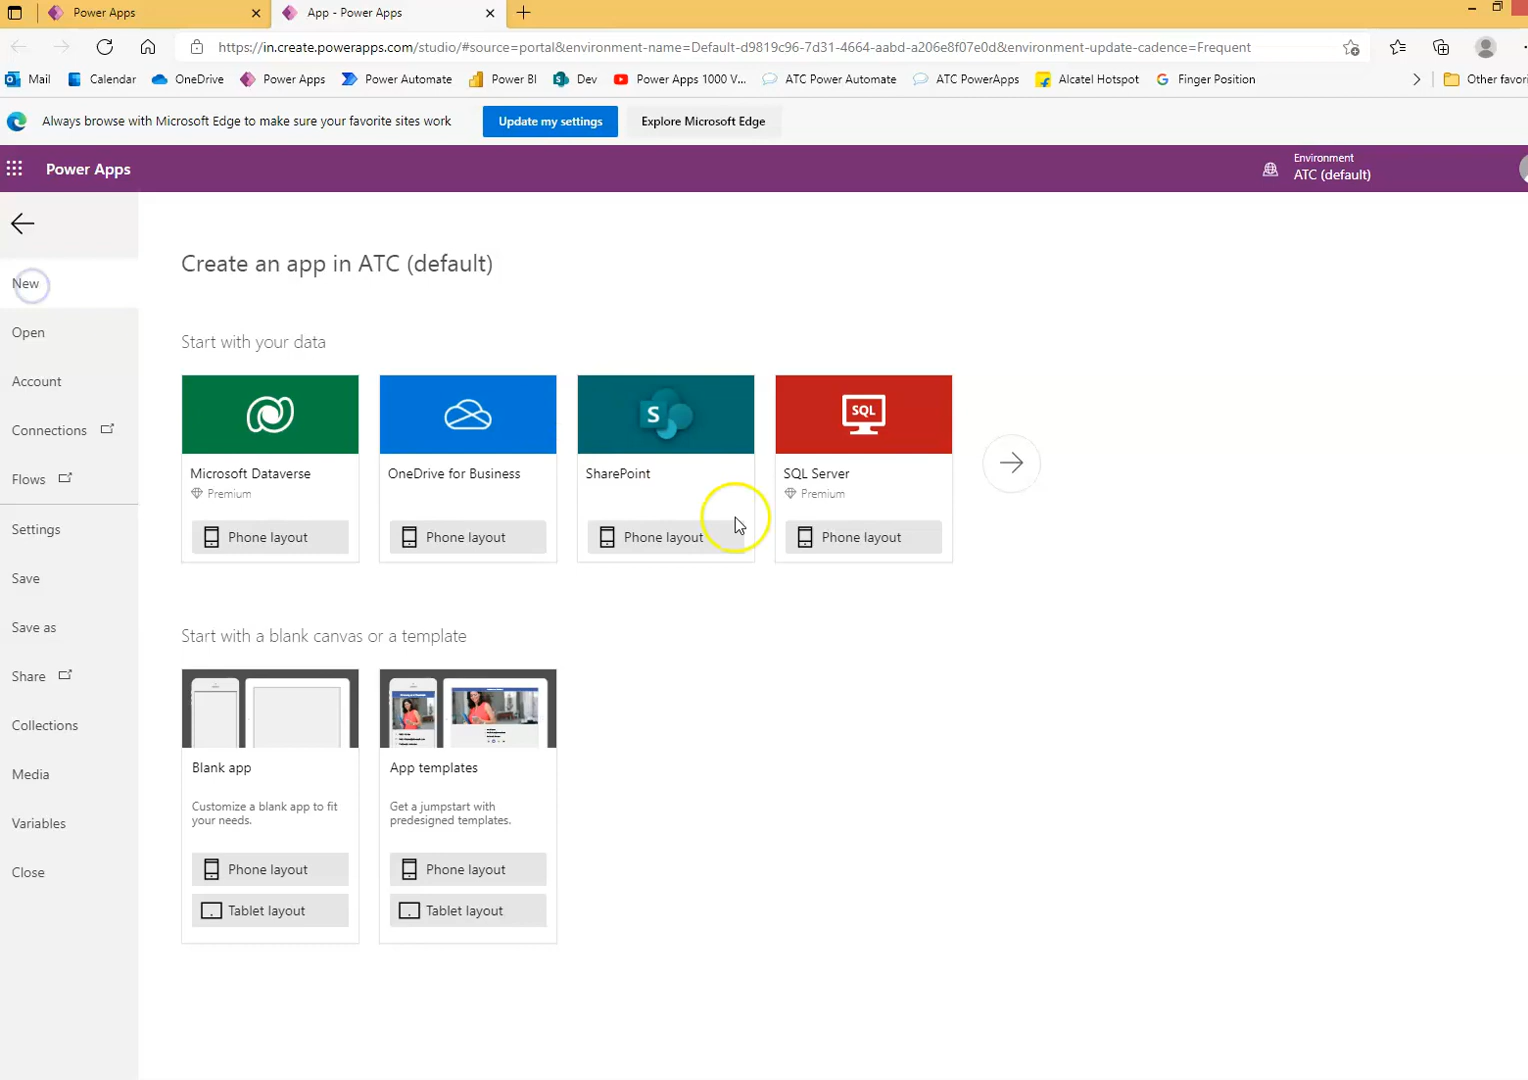 Power Apps
App - Power Apps
https://in.create.powerapps.com/studio/#source=portal&environment-name=Default-d9819c96-7d31-4664-aabd-a206e8f07e0d&environment-update-cadence=Frequent
Mail
Calendar
OneDrive
Power Apps
Power Automate
Power BI
Dev
Power Apps 1000 V...
ATC Power Automate
ATC PowerApps
Alcatel Hotspot
Finger Position
Other favori
Always browse with Microsoft Edge to make sure your favorite sites work
Update my settings
Explore Microsoft Edge
Power Apps
Environment
ATC (default)
New
Open
Account
Connections
Flows
Settings
Save
Save as
Share
Collections
Media
Variables
Close
Create an app in ATC (default)
Start with your data
SQL
Microsoft Dataverse
Premium
Phone layout
OneDrive for Business
Phone layout
S
SharePoint
Phone layout
SQL Server
Premium
Phone layout
Start with a blank canvas or a template
Blank app
Customize a blank app to fit
your needs.
Phone layout
Tablet layout
App templates
Get a jumpstart with
predesigned templates.
Phone layout
Tablet layout